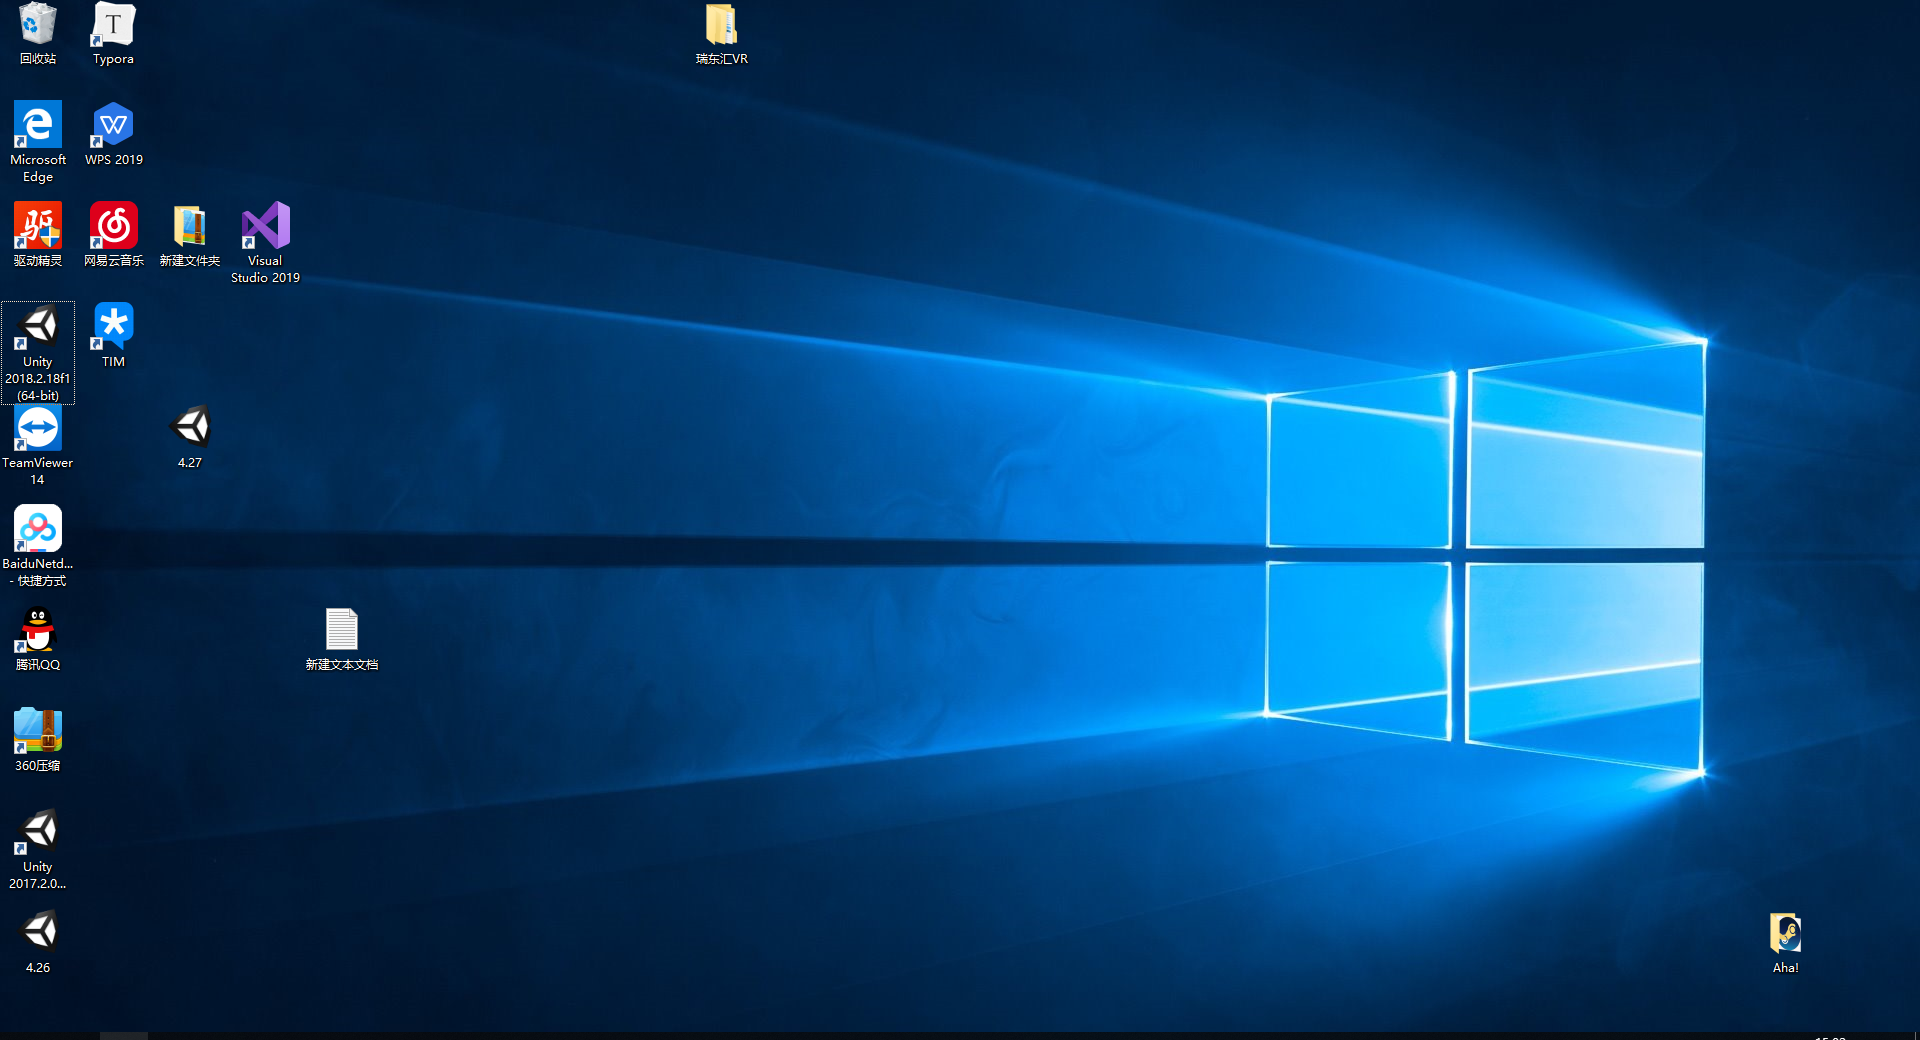 回收站
Typora
瑞东汇VR
Microsoft
Edge
WPS 2019
驱动精灵
网易云音乐
新建文件夹
Visual
Studio 2019
Unity
2018.2.18f1
(64-bit)
TIM
TeamViewer
14
4.27
BaiduNetd...
- 快捷方式
腾讯QQ
新建文本文档
360压缩
Unity
2017.2.0...
4.26
Aha!